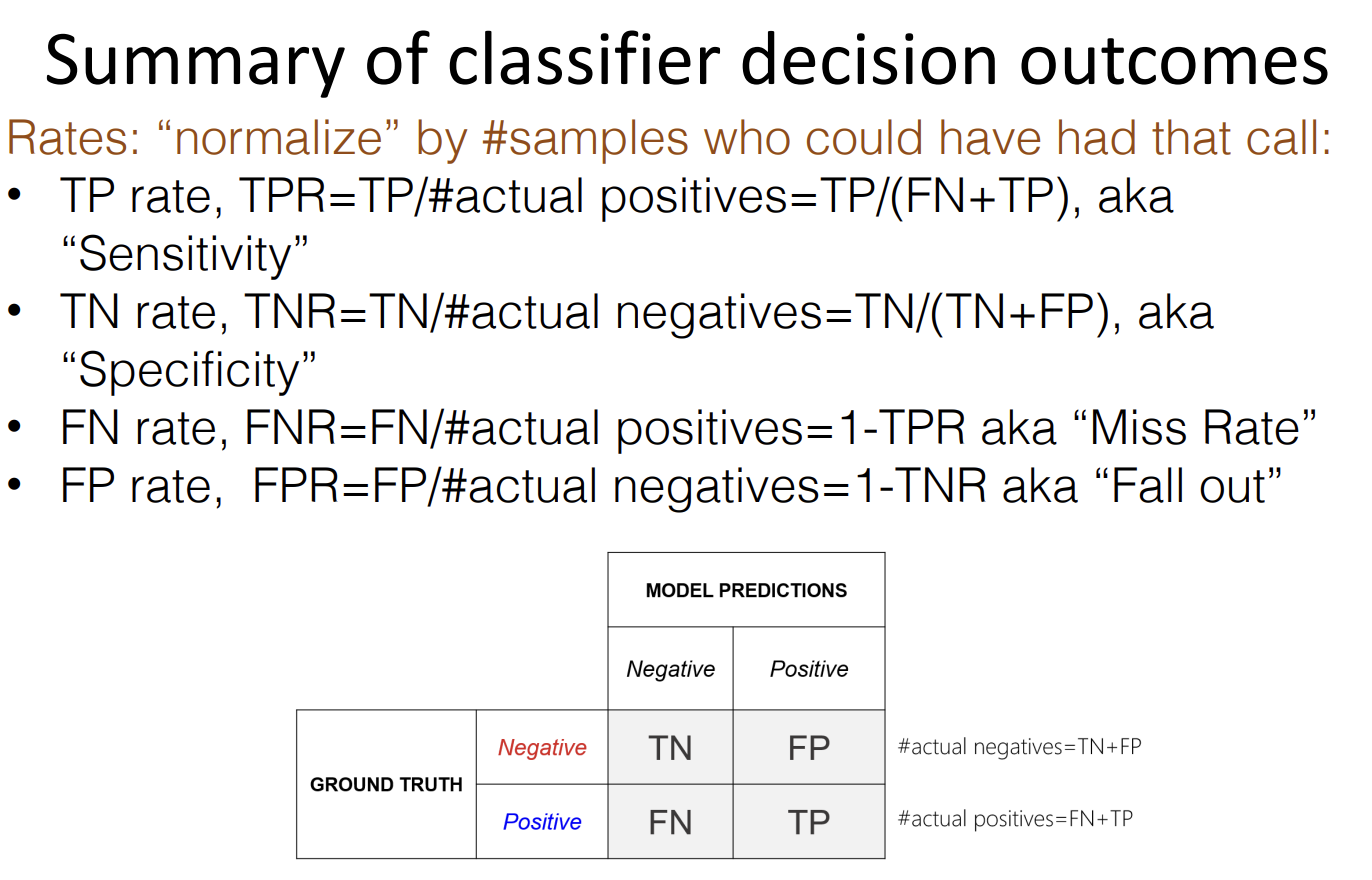 Summary of classifier decision outcomes
Rates: “normalize” by #samples who could have had that call:
• TP rate, TPR=TP/#actual positives=TP/(FN+TP), aka
“Sensitivity”
• TN rate, TNR=TN/#actual negatives=TN/(TN+FP), aka
“Specificity”
• FN rate, FNR=FN/#actual positives=1-TPR aka “Miss Rate”
• FP rate,  FPR=FP/#actual negatives=1-TNR aka “Fall out”
MODEL PREDICTIONS
Negative Positive
Negative TN FP #actual negatives=TN+FP
GROUND TRUTH
Positive FN TP #actual positives=FN+TP